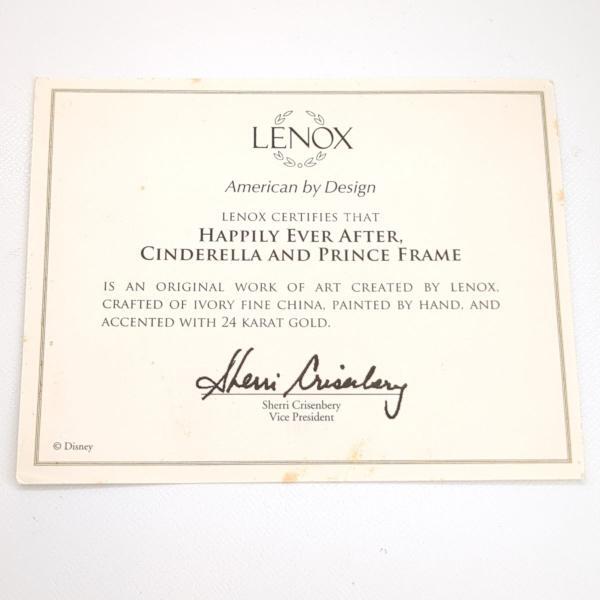 LENOX
American by Design
LENOX CERTIFIES THAT
HAPPILY EVER AFTER,
CINDERELLA AND PRINCE FRAME
IS AN ORIGINAL WORK OF ART CREATED BY LENOX,
CRAFTED OF IVORY FINE CHINA, PAINTED BY HAND, AND
ACCENTED WITH 24 KARAT GOLD.
Sherri Crisenbery
Sherri Crisenbery
Vice President
© Disney